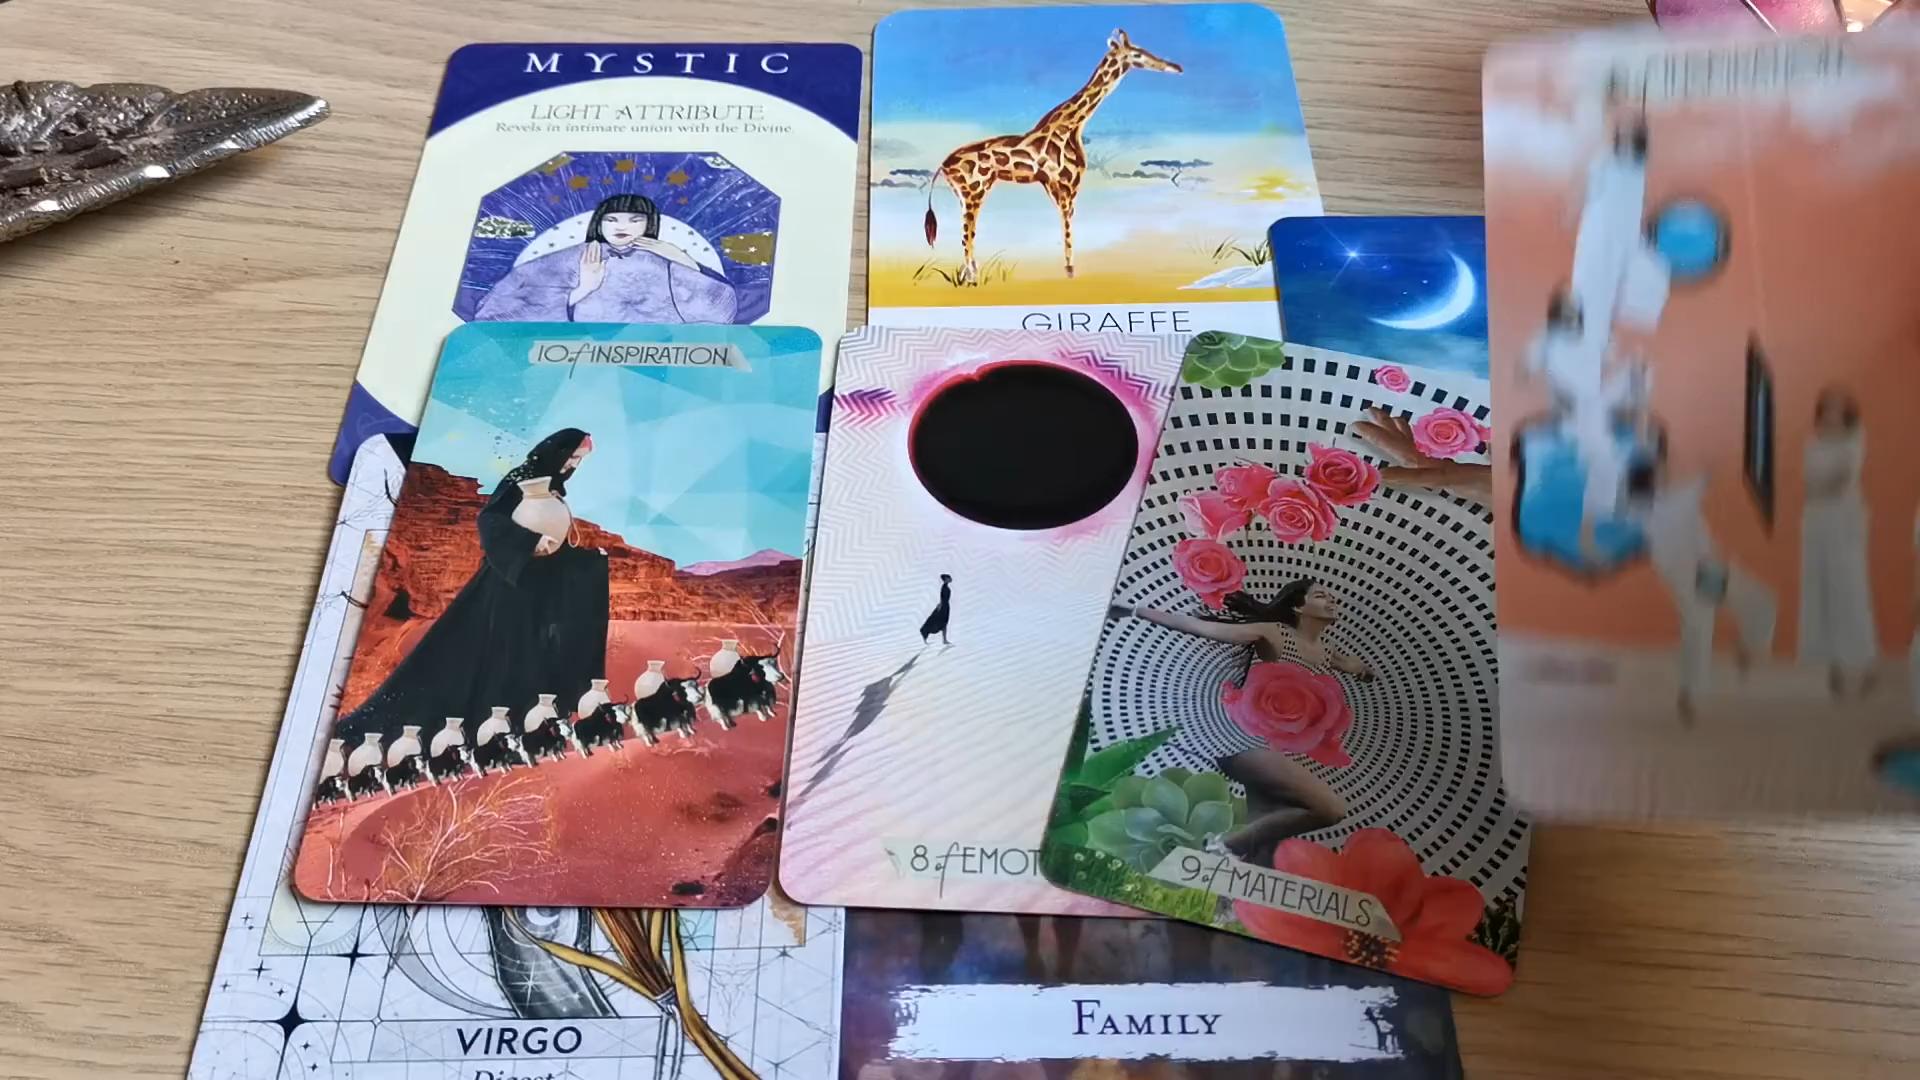 MYSTIC
LIGHT ATTRIBUTE
Revels in intimate union with the Divine.
GIRAFFE
10 of INSPIRATION
8 of EMOT
9 of MATERIALS
VIRGO
Digest
FAMILY